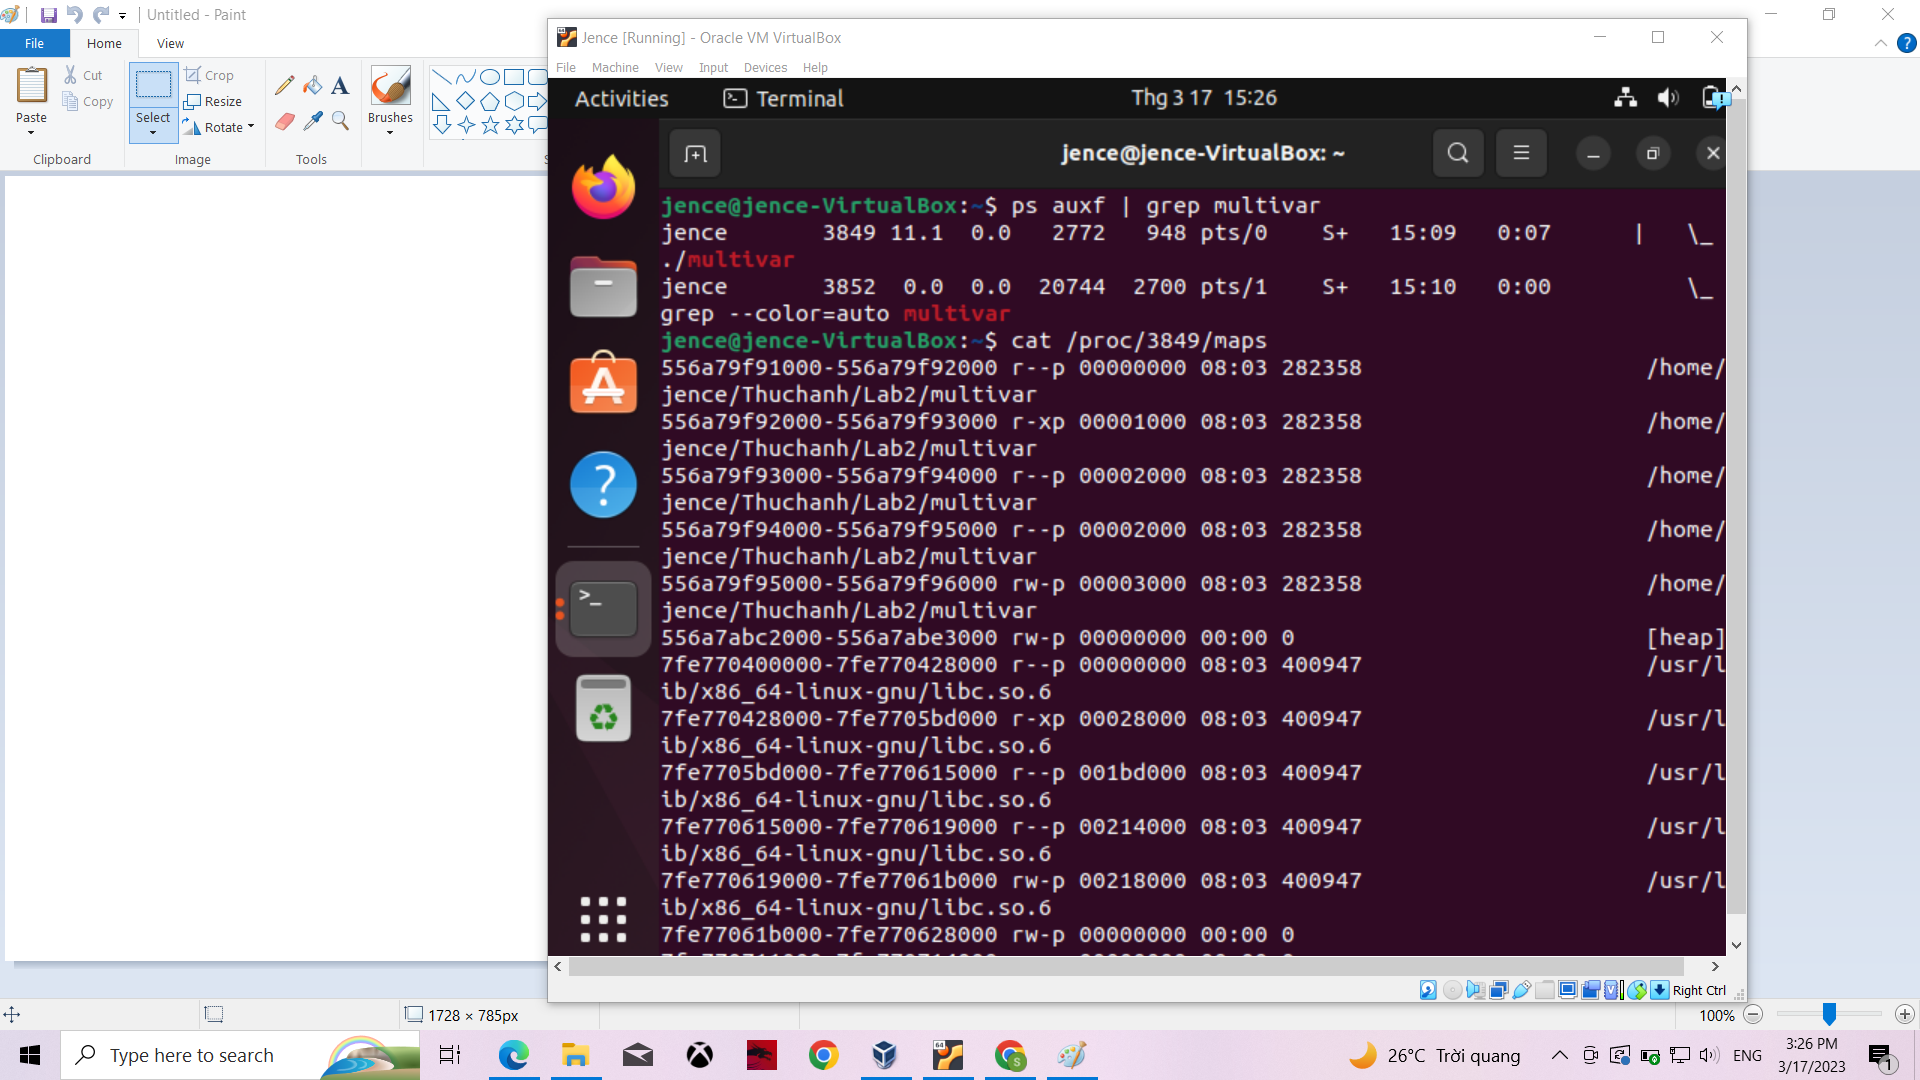 Untitled - Paint
File Home View
Paste
Cut
Copy
Clipboard
Select
Crop
Resize
Rotate
Image
Tools
Brushes
Jence [Running] - Oracle VM VirtualBox
File Machine View Input Devices Help
Activities Terminal Thg 3 17 15:26
jence@jence-VirtualBox: ~
jence@jence-VirtualBox:~$ ps auxf | grep multivar
jence 3849 11.1 0.0 2772 948 pts/0 S+ 15:09 0:07 | \_
./multivar
jence 3852 0.0 0.0 20744 2700 pts/1 S+ 15:10 0:00 \_
grep --color=auto multivar
jence@jence-VirtualBox:~$ cat /proc/3849/maps
556a79f91000-556a79f92000 r--p 00000000 08:03 282358 /home/
jence/Thuchanh/Lab2/multivar
556a79f92000-556a79f93000 r-xp 00001000 08:03 282358 /home/
jence/Thuchanh/Lab2/multivar
556a79f93000-556a79f94000 r--p 00002000 08:03 282358 /home/
jence/Thuchanh/Lab2/multivar
556a79f94000-556a79f95000 r--p 00002000 08:03 282358 /home/
jence/Thuchanh/Lab2/multivar
556a79f95000-556a79f96000 rw-p 00003000 08:03 282358 /home/
jence/Thuchanh/Lab2/multivar
556a7abc2000-556a7abe3000 rw-p 00000000 00:00 0 [heap]
7fe770400000-7fe770428000 r--p 00000000 08:03 400947 /usr/l
ib/x86_64-linux-gnu/libc.so.6
7fe770428000-7fe7705bd000 r-xp 00028000 08:03 400947 /usr/l
ib/x86_64-linux-gnu/libc.so.6
7fe7705bd000-7fe770615000 r--p 001bd000 08:03 400947 /usr/l
ib/x86_64-linux-gnu/libc.so.6
7fe770615000-7fe770619000 r--p 00214000 08:03 400947 /usr/l
ib/x86_64-linux-gnu/libc.so.6
7fe770619000-7fe77061b000 rw-p 00218000 08:03 400947 /usr/l
ib/x86_64-linux-gnu/libc.so.6
7fe77061b000-7fe770628000 rw-p 00000000 00:00 0
Right Ctrl
1728 × 785px
100%
Type here to search
26°C Trời quang
ENG
3:26 PM
3/17/2023
1